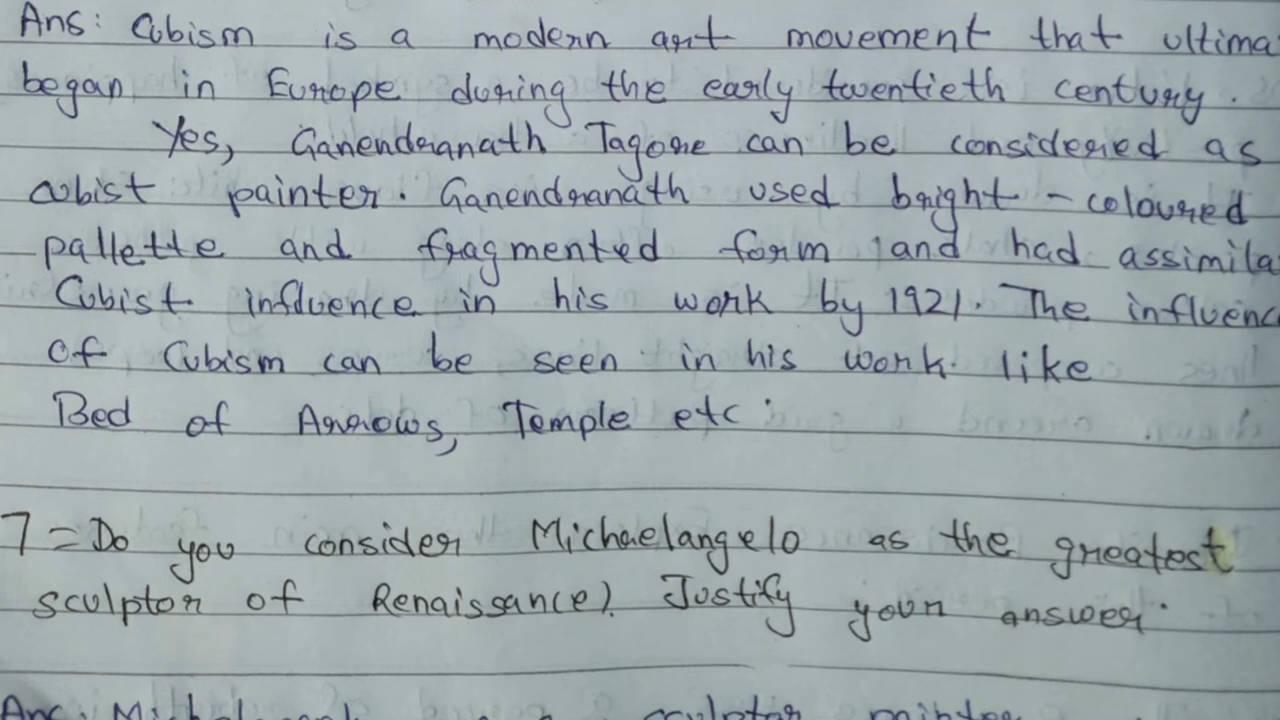 Ans: Cubism is a modern art movement that ultima
began in Europe during the early twentieth century.
Yes, Ganendranath Tagore can be considered as
cubist painter. Ganendranath used bright - coloured
pallette and fragmented form and had assimila
Cubist influence in his work by 1921. The influenc
of Cubism can be seen in his work like
Bed of Arrows, Temple etc.
7 = Do you consider Michaelangelo as the greatest
sculptor of Renaissance? Justify your answer.
Ans: sculptor